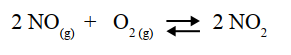 2 NO(g) + O2 (g) ⇌ 2 NO2